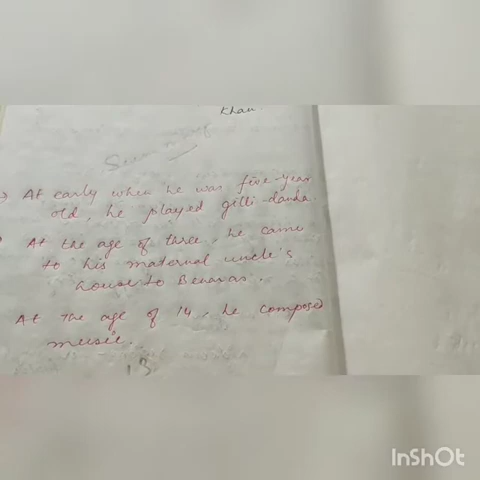 Khan.
Summary
→ At early when he was five-year
old, he played gilli-danda.
At the age of three, he came
to his maternal uncle's
house to Benaras.
At the age of 14, he composed
music.
13
InShOt